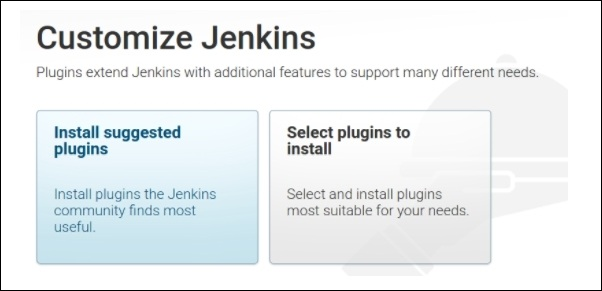 Customize Jenkins
Plugins extend Jenkins with additional features to support many different needs.
Install suggested
plugins
Install plugins the Jenkins
community finds most
useful.
Select plugins to
install
Select and install plugins
most suitable for your needs.